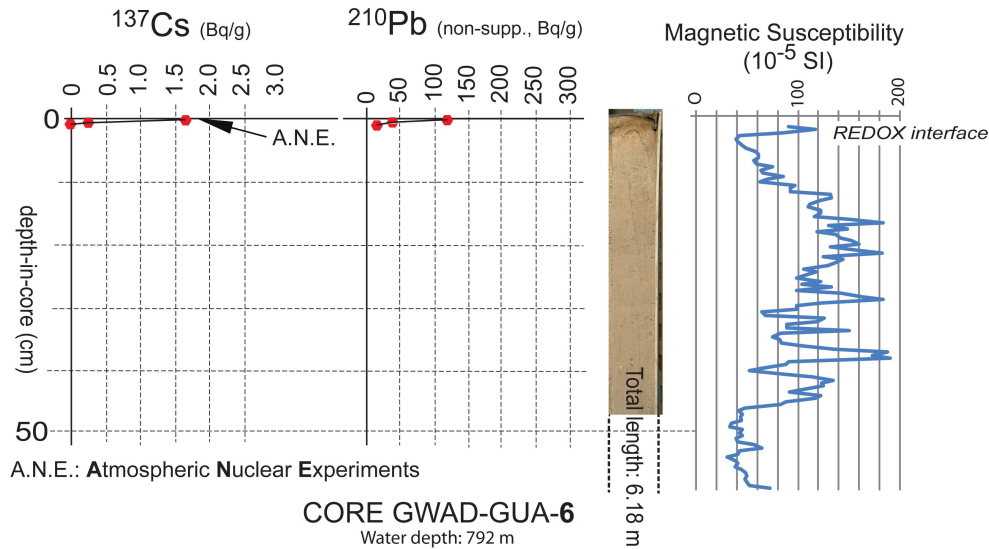 ¹³⁷Cs (Bq/g)
0 0.5 1.0 1.5 2.0 2.5 3.0
A.N.E.
²¹⁰Pb (non-supp., Bq/g)
0 50 100 150 200 250 300
Magnetic Susceptibility
(10⁻⁵ SI)
0 100 200
REDOX interface
0
depth-in-core (cm)
50
Total length: 6.18 m
A.N.E.: Atmospheric Nuclear Experiments
CORE GWAD-GUA-6
Water depth: 792 m